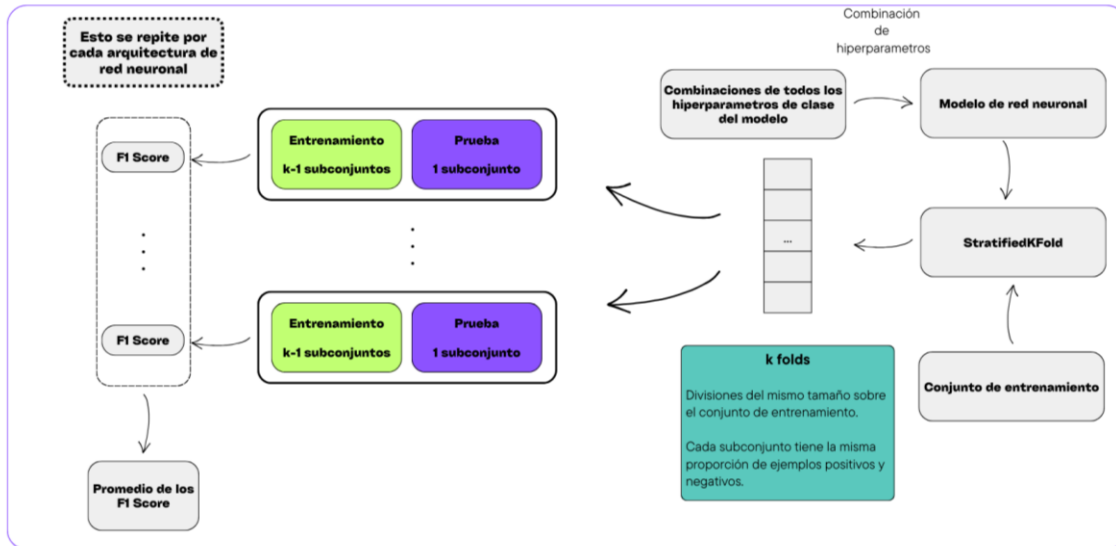 Esto se repite por
cada arquitectura de
red neuronal
Combinación
de
hiperparametros
Combinaciones de todos los
hiperparametros de clase
del modelo
Modelo de red neuronal
F1 Score
Entrenamiento
k-1 subconjuntos
Prueba
1 subconjunto
...
StratifiedKFold
F1 Score
Entrenamiento
k-1 subconjuntos
Prueba
1 subconjunto
k folds
Divisiones del mismo tamaño sobre
el conjunto de entrenamiento.
Cada subconjunto tiene la misma
proporción de ejemplos positivos y
negativos.
Conjunto de entrenamiento
Promedio de los
F1 Score